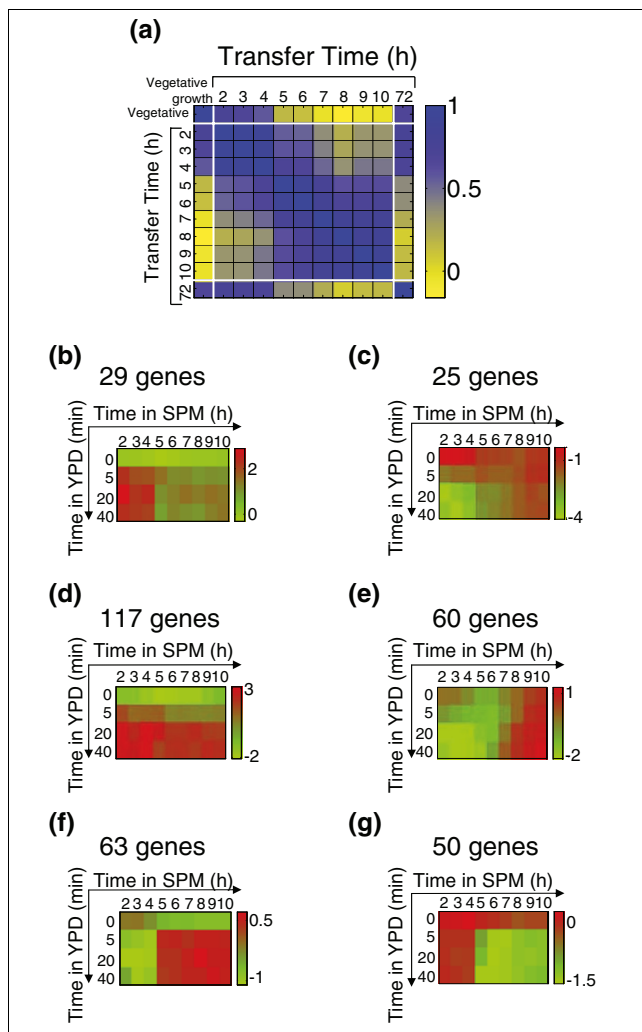 (a)
Transfer Time (h)
Vegetative
growth 2 3 4 5 6 7 8 9 10 72
Vegetative
Transfer Time (h)
2
3
4
5
6
7
8
9
10
72
1
0.5
0
(b)
29 genes
Time in SPM (h)
2 3 4 5 6 7 8 9 10
Time in YPD (min)
0
5
20
40
2
0
(c)
25 genes
Time in SPM (h)
2 3 4 5 6 7 8 9 10
Time in YPD (min)
0
5
20
40
-1
-4
(d)
117 genes
Time in SPM (h)
2 3 4 5 6 7 8 9 10
Time in YPD (min)
0
5
20
40
3
-2
(e)
60 genes
Time in SPM (h)
2 3 4 5 6 7 8 9 10
Time in YPD (min)
0
5
20
40
1
-2
(f)
63 genes
Time in SPM (h)
2 3 4 5 6 7 8 9 10
Time in YPD (min)
0
5
20
40
0.5
-1
(g)
50 genes
Time in SPM (h)
2 3 4 5 6 7 8 9 10
Time in YPD (min)
0
5
20
40
0
-1.5